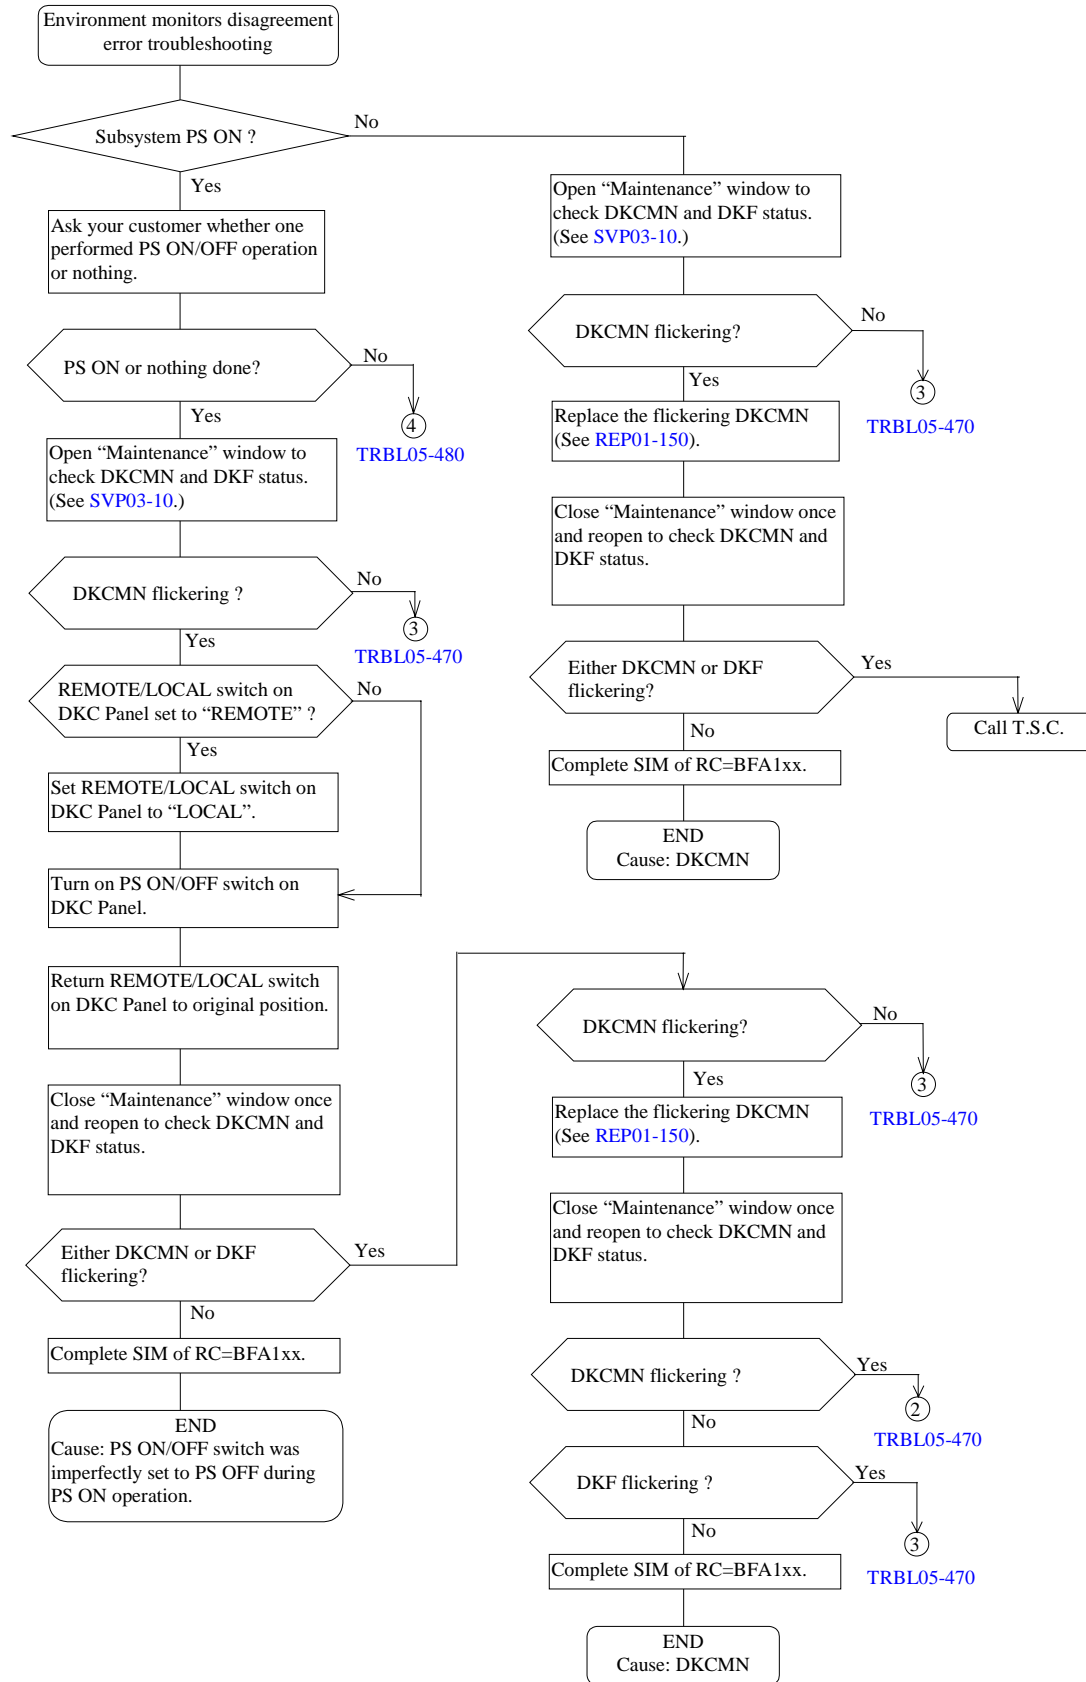 Environment monitors disagreement
error troubleshooting
Subsystem PS ON ?
No
Yes
Ask your customer whether one
performed PS ON/OFF operation
or nothing.
PS ON or nothing done?
No
4
TRBL05-480
Yes
Open “Maintenance” window to
check DKCMN and DKF status.
(See SVP03-10.)
DKCMN flickering ?
No
3
TRBL05-470
Yes
REMOTE/LOCAL switch on
DKC Panel set to “REMOTE” ?
No
Yes
Set REMOTE/LOCAL switch on
DKC Panel to “LOCAL”.
Turn on PS ON/OFF switch on
DKC Panel.
Return REMOTE/LOCAL switch
on DKC Panel to original position.
Close “Maintenance” window once
and reopen to check DKCMN and
DKF status.
Either DKCMN or DKF
flickering?
Yes
No
Complete SIM of RC=BFA1xx.
END
Cause: PS ON/OFF switch was
imperfectly set to PS OFF during
PS ON operation.
Open “Maintenance” window to
check DKCMN and DKF status.
(See SVP03-10.)
DKCMN flickering?
No
3
TRBL05-470
Yes
Replace the flickering DKCMN
(See REP01-150).
Close “Maintenance” window once
and reopen to check DKCMN and
DKF status.
Either DKCMN or DKF
flickering?
Yes
Call T.S.C.
No
Complete SIM of RC=BFA1xx.
END
Cause: DKCMN
DKCMN flickering?
No
3
TRBL05-470
Yes
Replace the flickering DKCMN
(See REP01-150).
Close “Maintenance” window once
and reopen to check DKCMN and
DKF status.
DKCMN flickering ?
Yes
2
TRBL05-470
No
DKF flickering ?
Yes
3
TRBL05-470
No
Complete SIM of RC=BFA1xx.
END
Cause: DKCMN